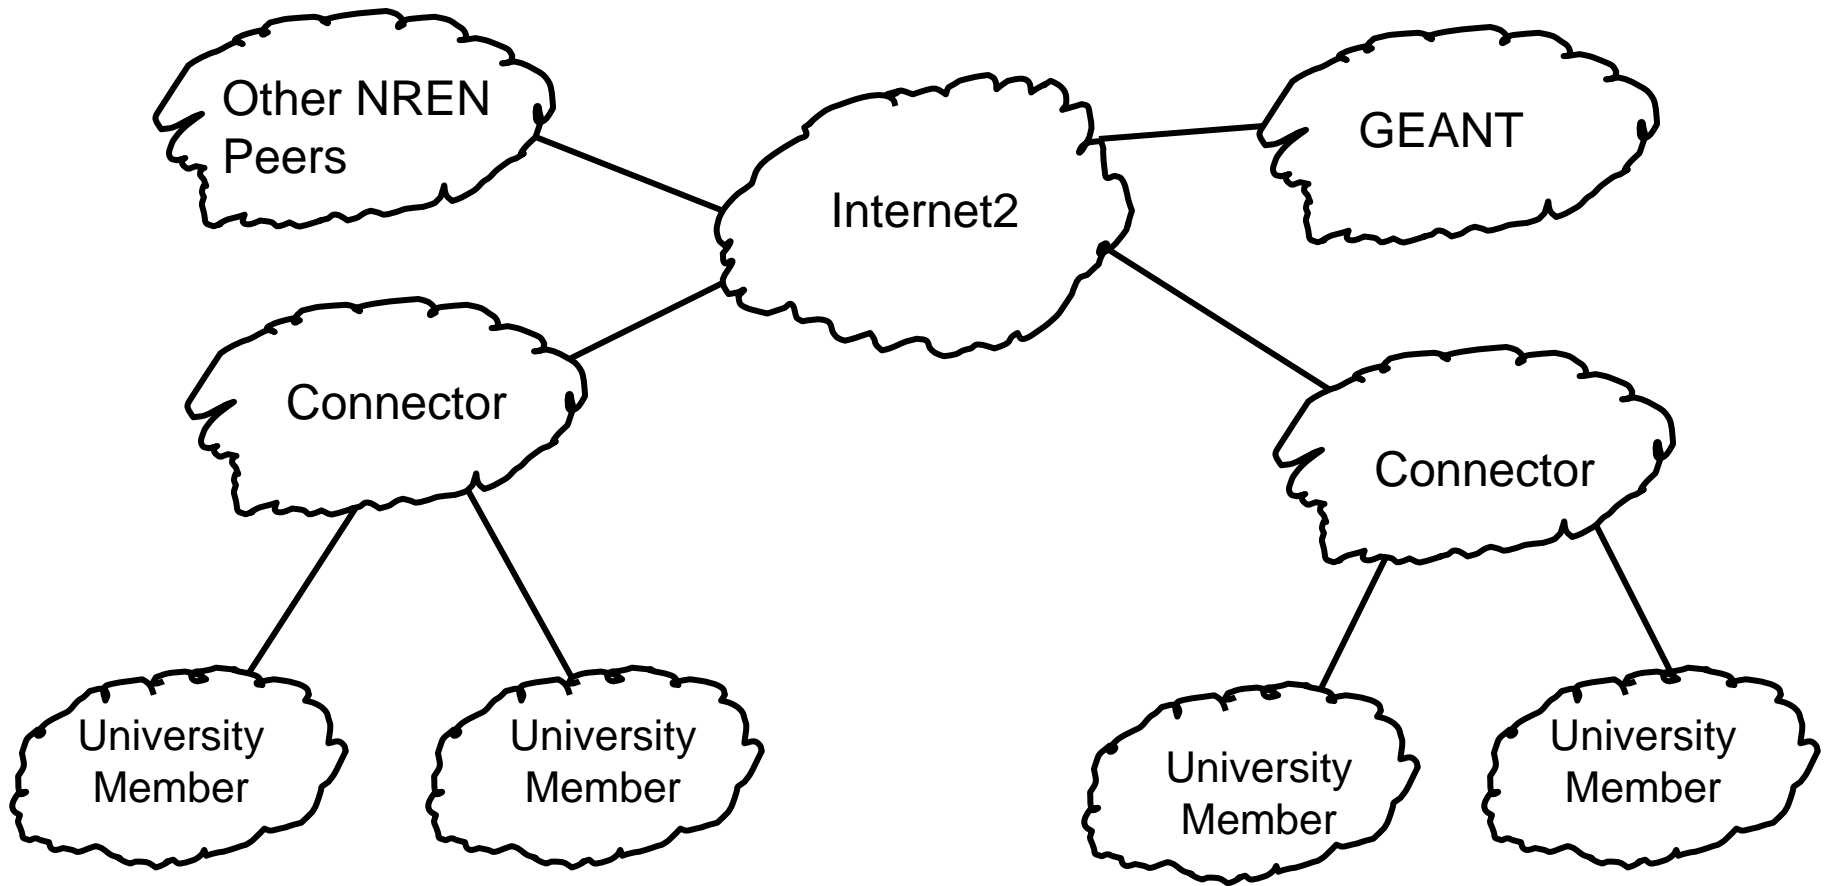 Other NREN
Peers
Internet2
GEANT
Connector
Connector
University
Member
University
Member
University
Member
University
Member